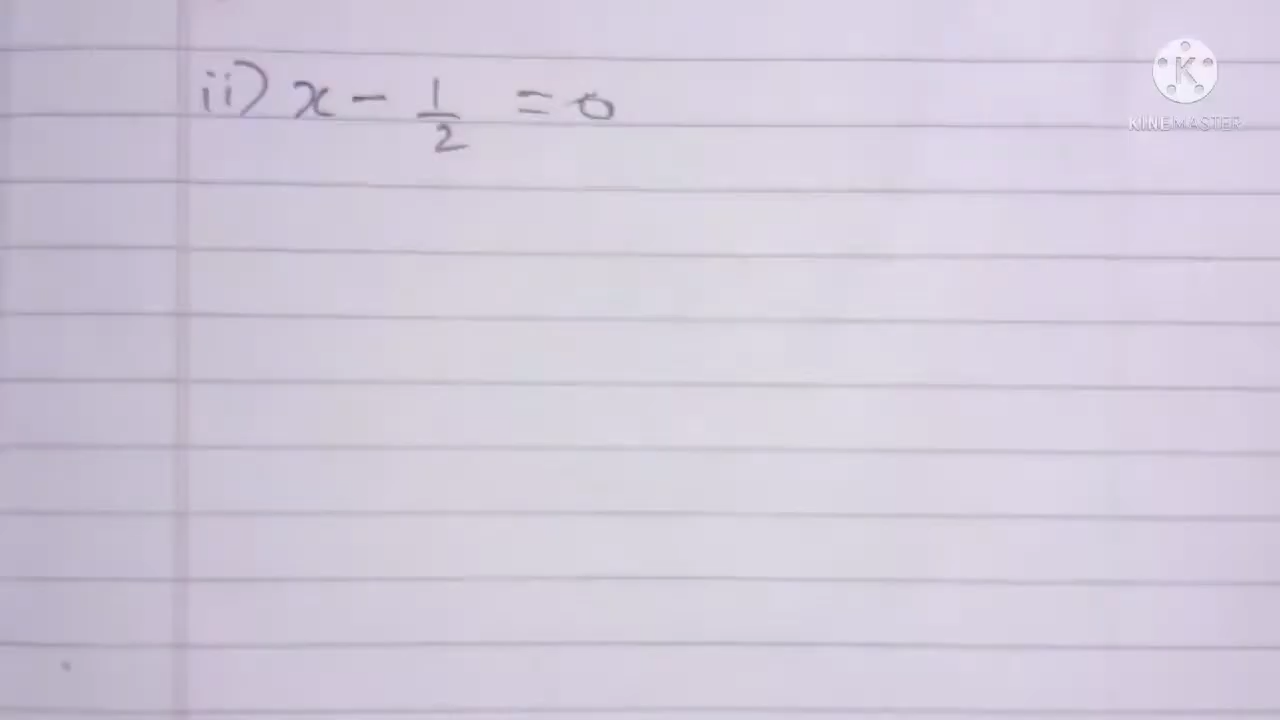 ii) x - 1/2 = 0
K
KINEMASTER